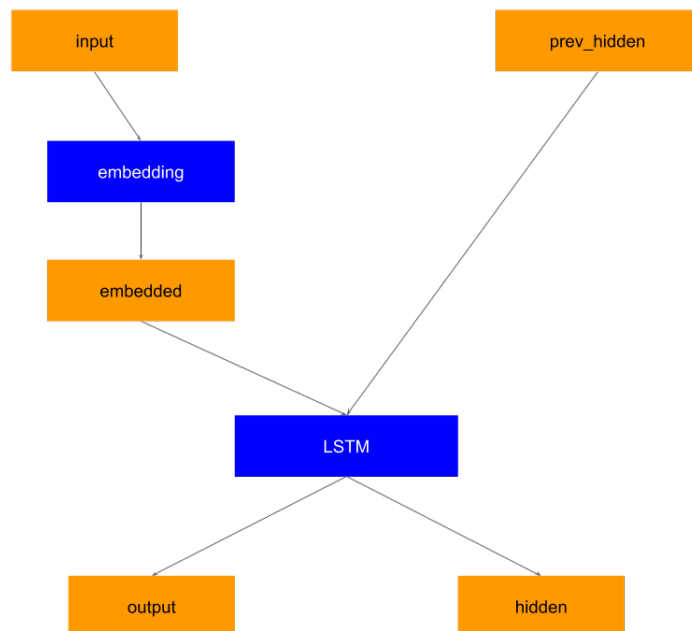 input
prev_hidden
embedding
embedded
LSTM
output
hidden